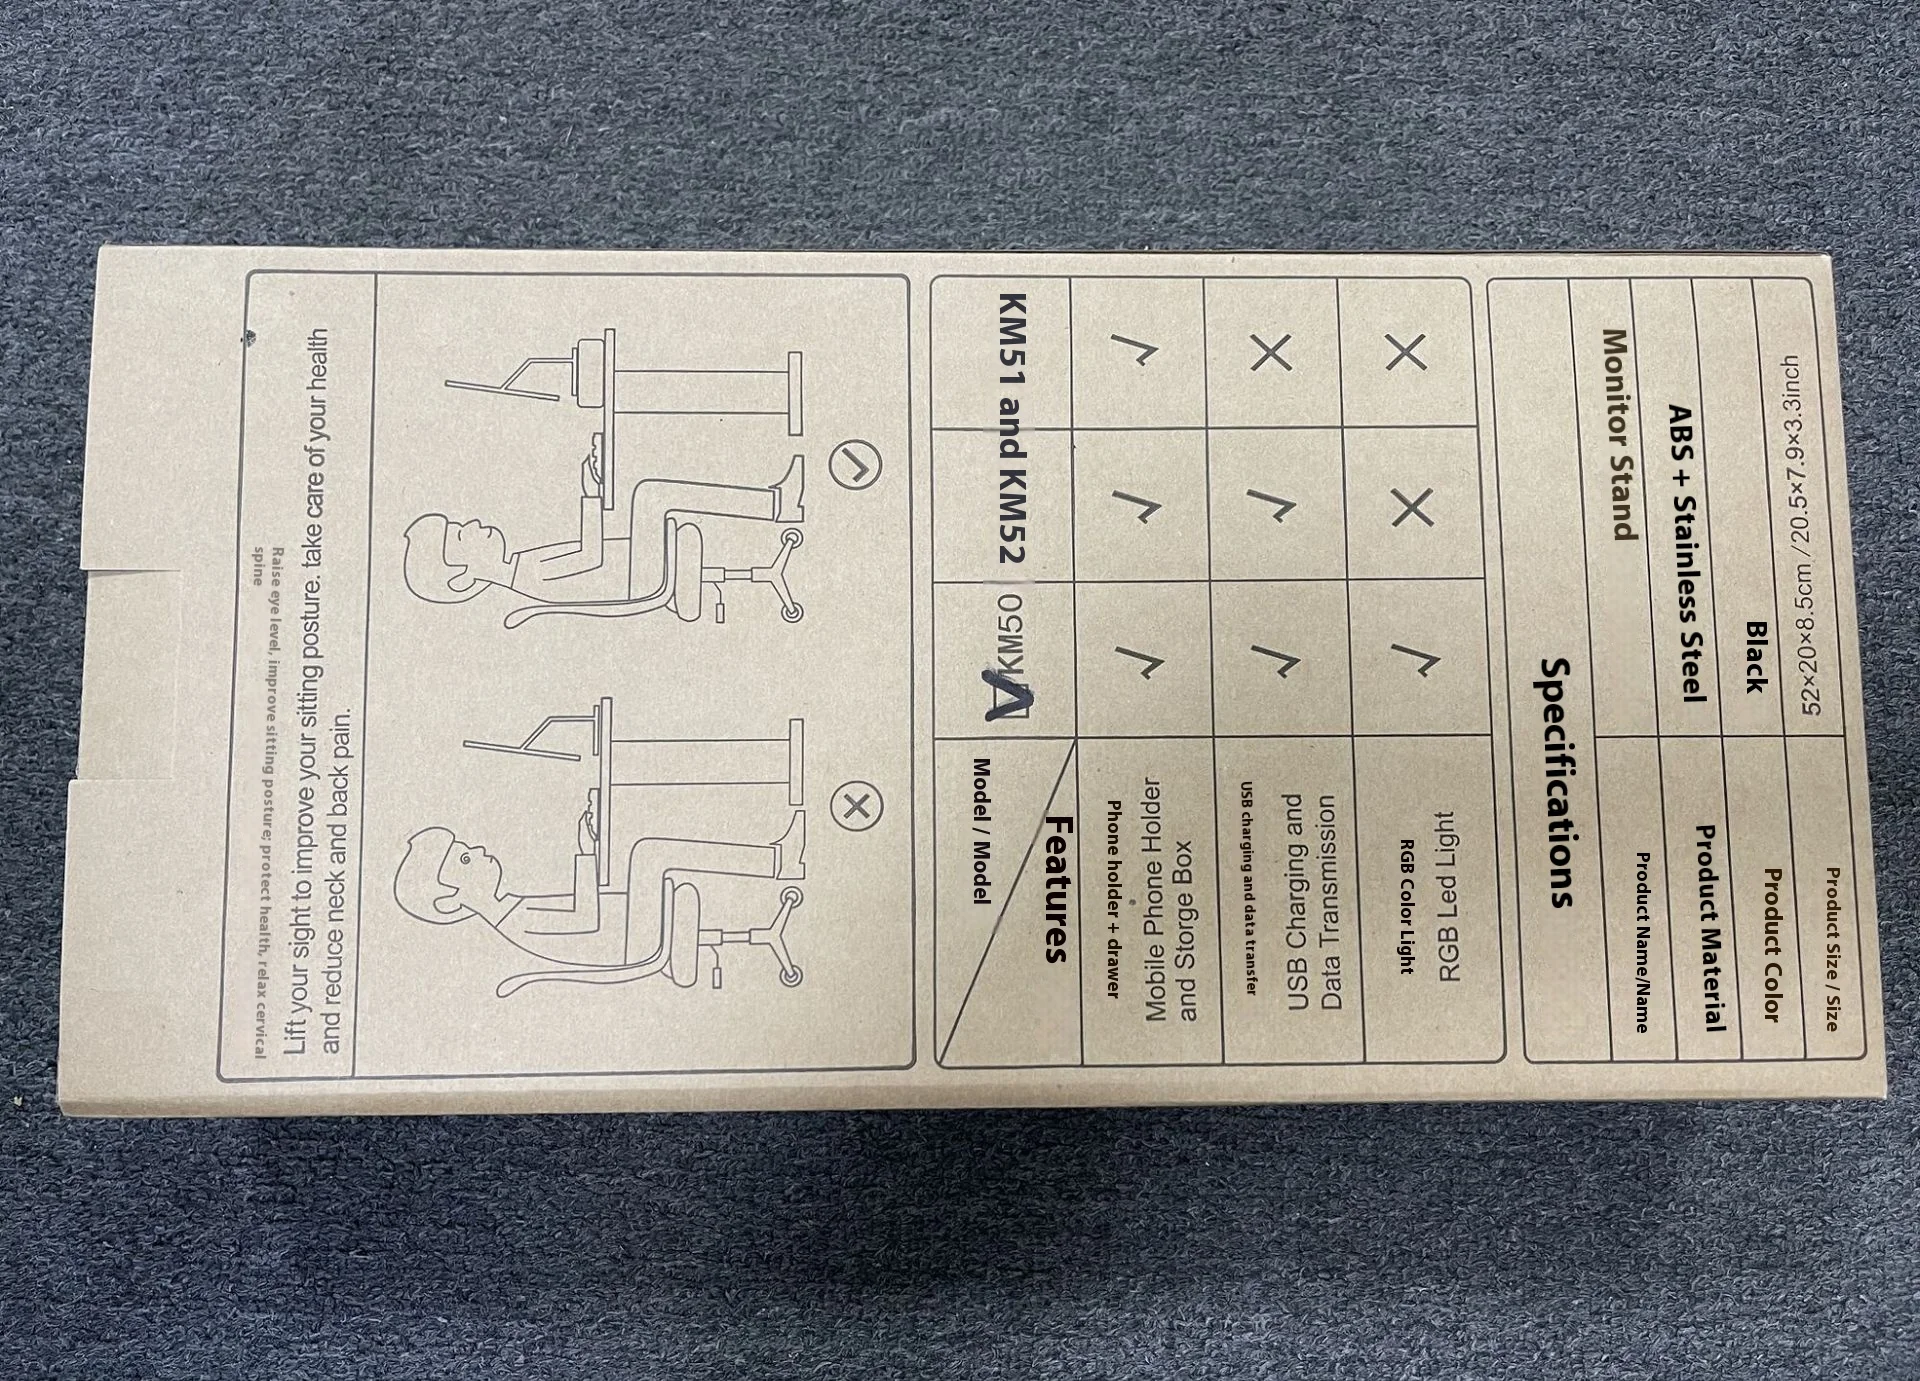 Raise eye level, improve sitting posture; protect health, relax cervical
spine
Lift your sight to improve your sitting posture. take care of your health
and reduce neck and back pain.
Features
Model / Model
KM50
KM51 and KM52
Phone holder + drawer
Mobile Phone Holder
and Storge Box
USB charging and data transfer
USB Charging and
Data Transmission
RGB Color Light
RGB Led Light
Specifications
Product Name/Name
Monitor Stand
Product Material
ABS + Stainless Steel
Product Color
Black
Product Size / Size
52×20×8.5cm / 20.5×7.9×3.3inch